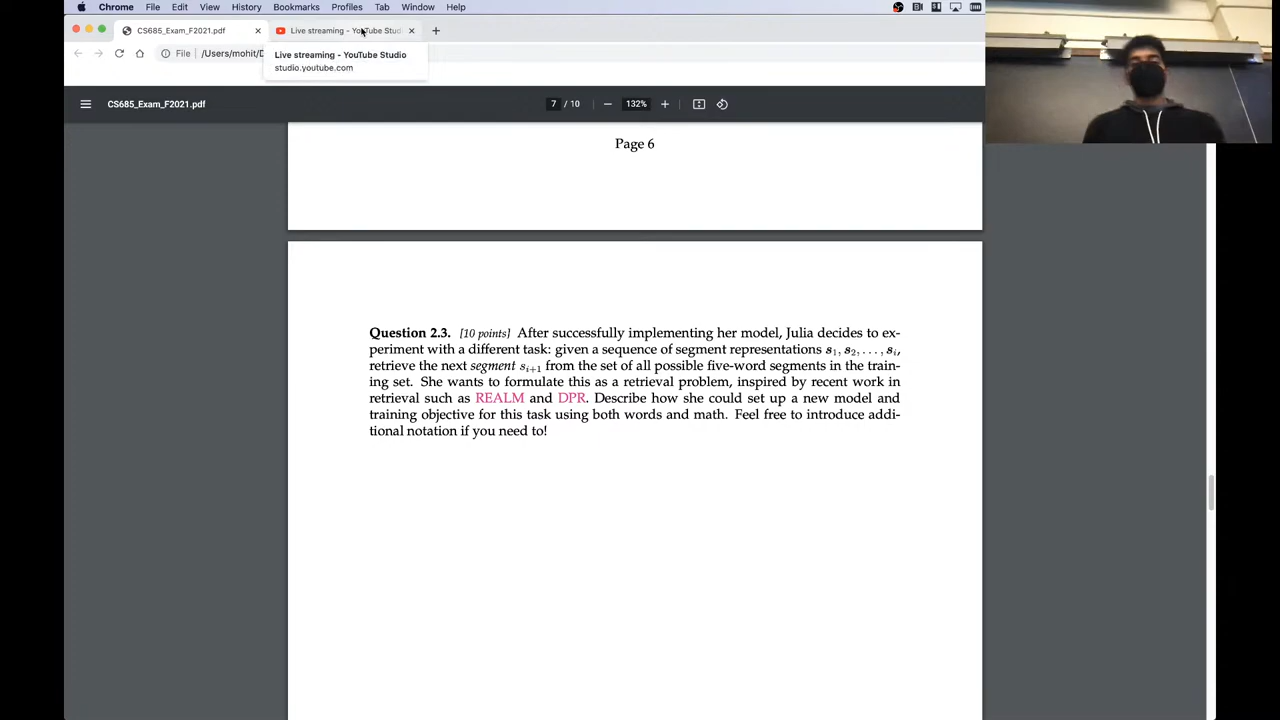 Chrome File Edit View History Bookmarks Profiles Tab Window Help
CS685_Exam_F2021.pdf Live streaming - YouTube Studi
File /Users/mohit/D
Live streaming - YouTube Studio
studio.youtube.com
CS685_Exam_F2021.pdf 7 / 10 132%
Page 6
Question 2.3. [10 points] After successfully implementing her model, Julia decides to ex-
periment with a different task: given a sequence of segment representations s₁, s₂, . . . , sᵢ,
retrieve the next segment sᵢ₊₁ from the set of all possible five-word segments in the train-
ing set. She wants to formulate this as a retrieval problem, inspired by recent work in
retrieval such as REALM and DPR. Describe how she could set up a new model and
training objective for this task using both words and math. Feel free to introduce addi-
tional notation if you need to!